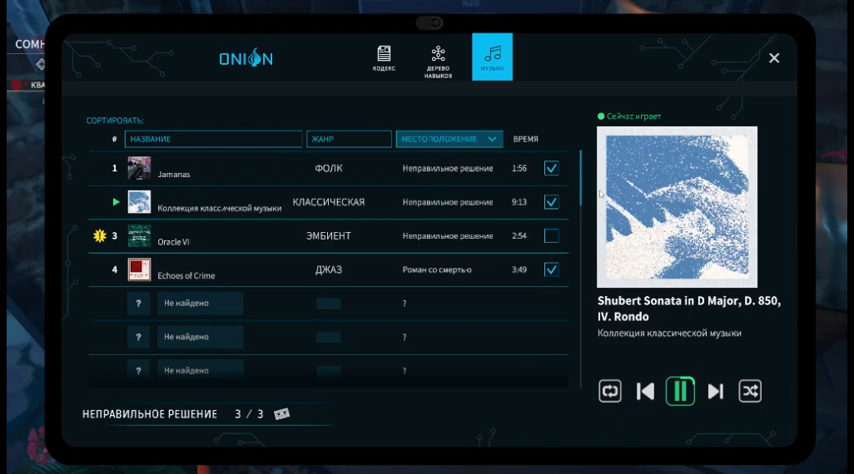 СОМН
КВА
ONION
КОДЕКС
ДЕРЕВО
НАВЫКОВ
МУЗЫКА
СОРТИРОВАТЬ:
# НАЗВАНИЕ ЖАНР МЕСТОПОЛОЖЕНИЕ ВРЕМЯ
1 Jamanas ФОЛК Неправильное решение 1:56
Коллекция классической музыки КЛАССИЧЕСКАЯ Неправильное решение 9:13
3 Oracle VI ЭМБИЕНТ Неправильное решение 2:54
4 Echoes of Crime ДЖАЗ Роман со смертью 3:49
? Не найдено ?
? Не найдено ?
? Не найдено ?
НЕПРАВИЛЬНОЕ РЕШЕНИЕ 3 / 3
Сейчас играет
Shubert Sonata in D Major, D. 850,
IV. Rondo
Коллекция классической музыки